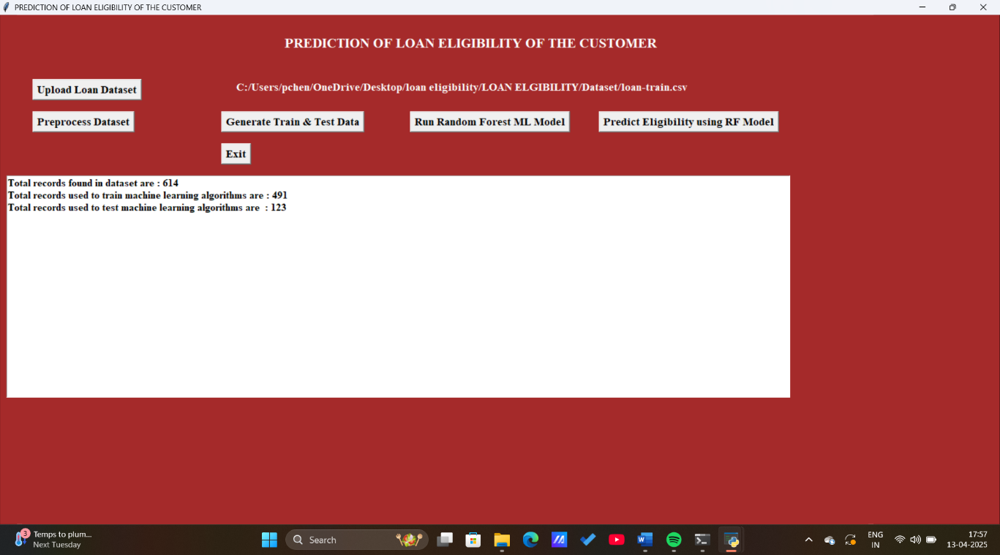 PREDICTION OF LOAN ELIGIBILITY OF THE CUSTOMER
PREDICTION OF LOAN ELIGIBILITY OF THE CUSTOMER
Upload Loan Dataset
C:/Users/pchen/OneDrive/Desktop/loan eligibility/LOAN ELGIBILITY/Dataset/loan-train.csv
Preprocess Dataset
Generate Train & Test Data
Run Random Forest ML Model
Predict Eligibility using RF Model
Exit
Total records found in dataset are : 614
Total records used to train machine learning algorithms are : 491
Total records used to test machine learning algorithms are  : 123
3
Temps to plum...
Next Tuesday
Search
ENG
IN
17:57
13-04-2025